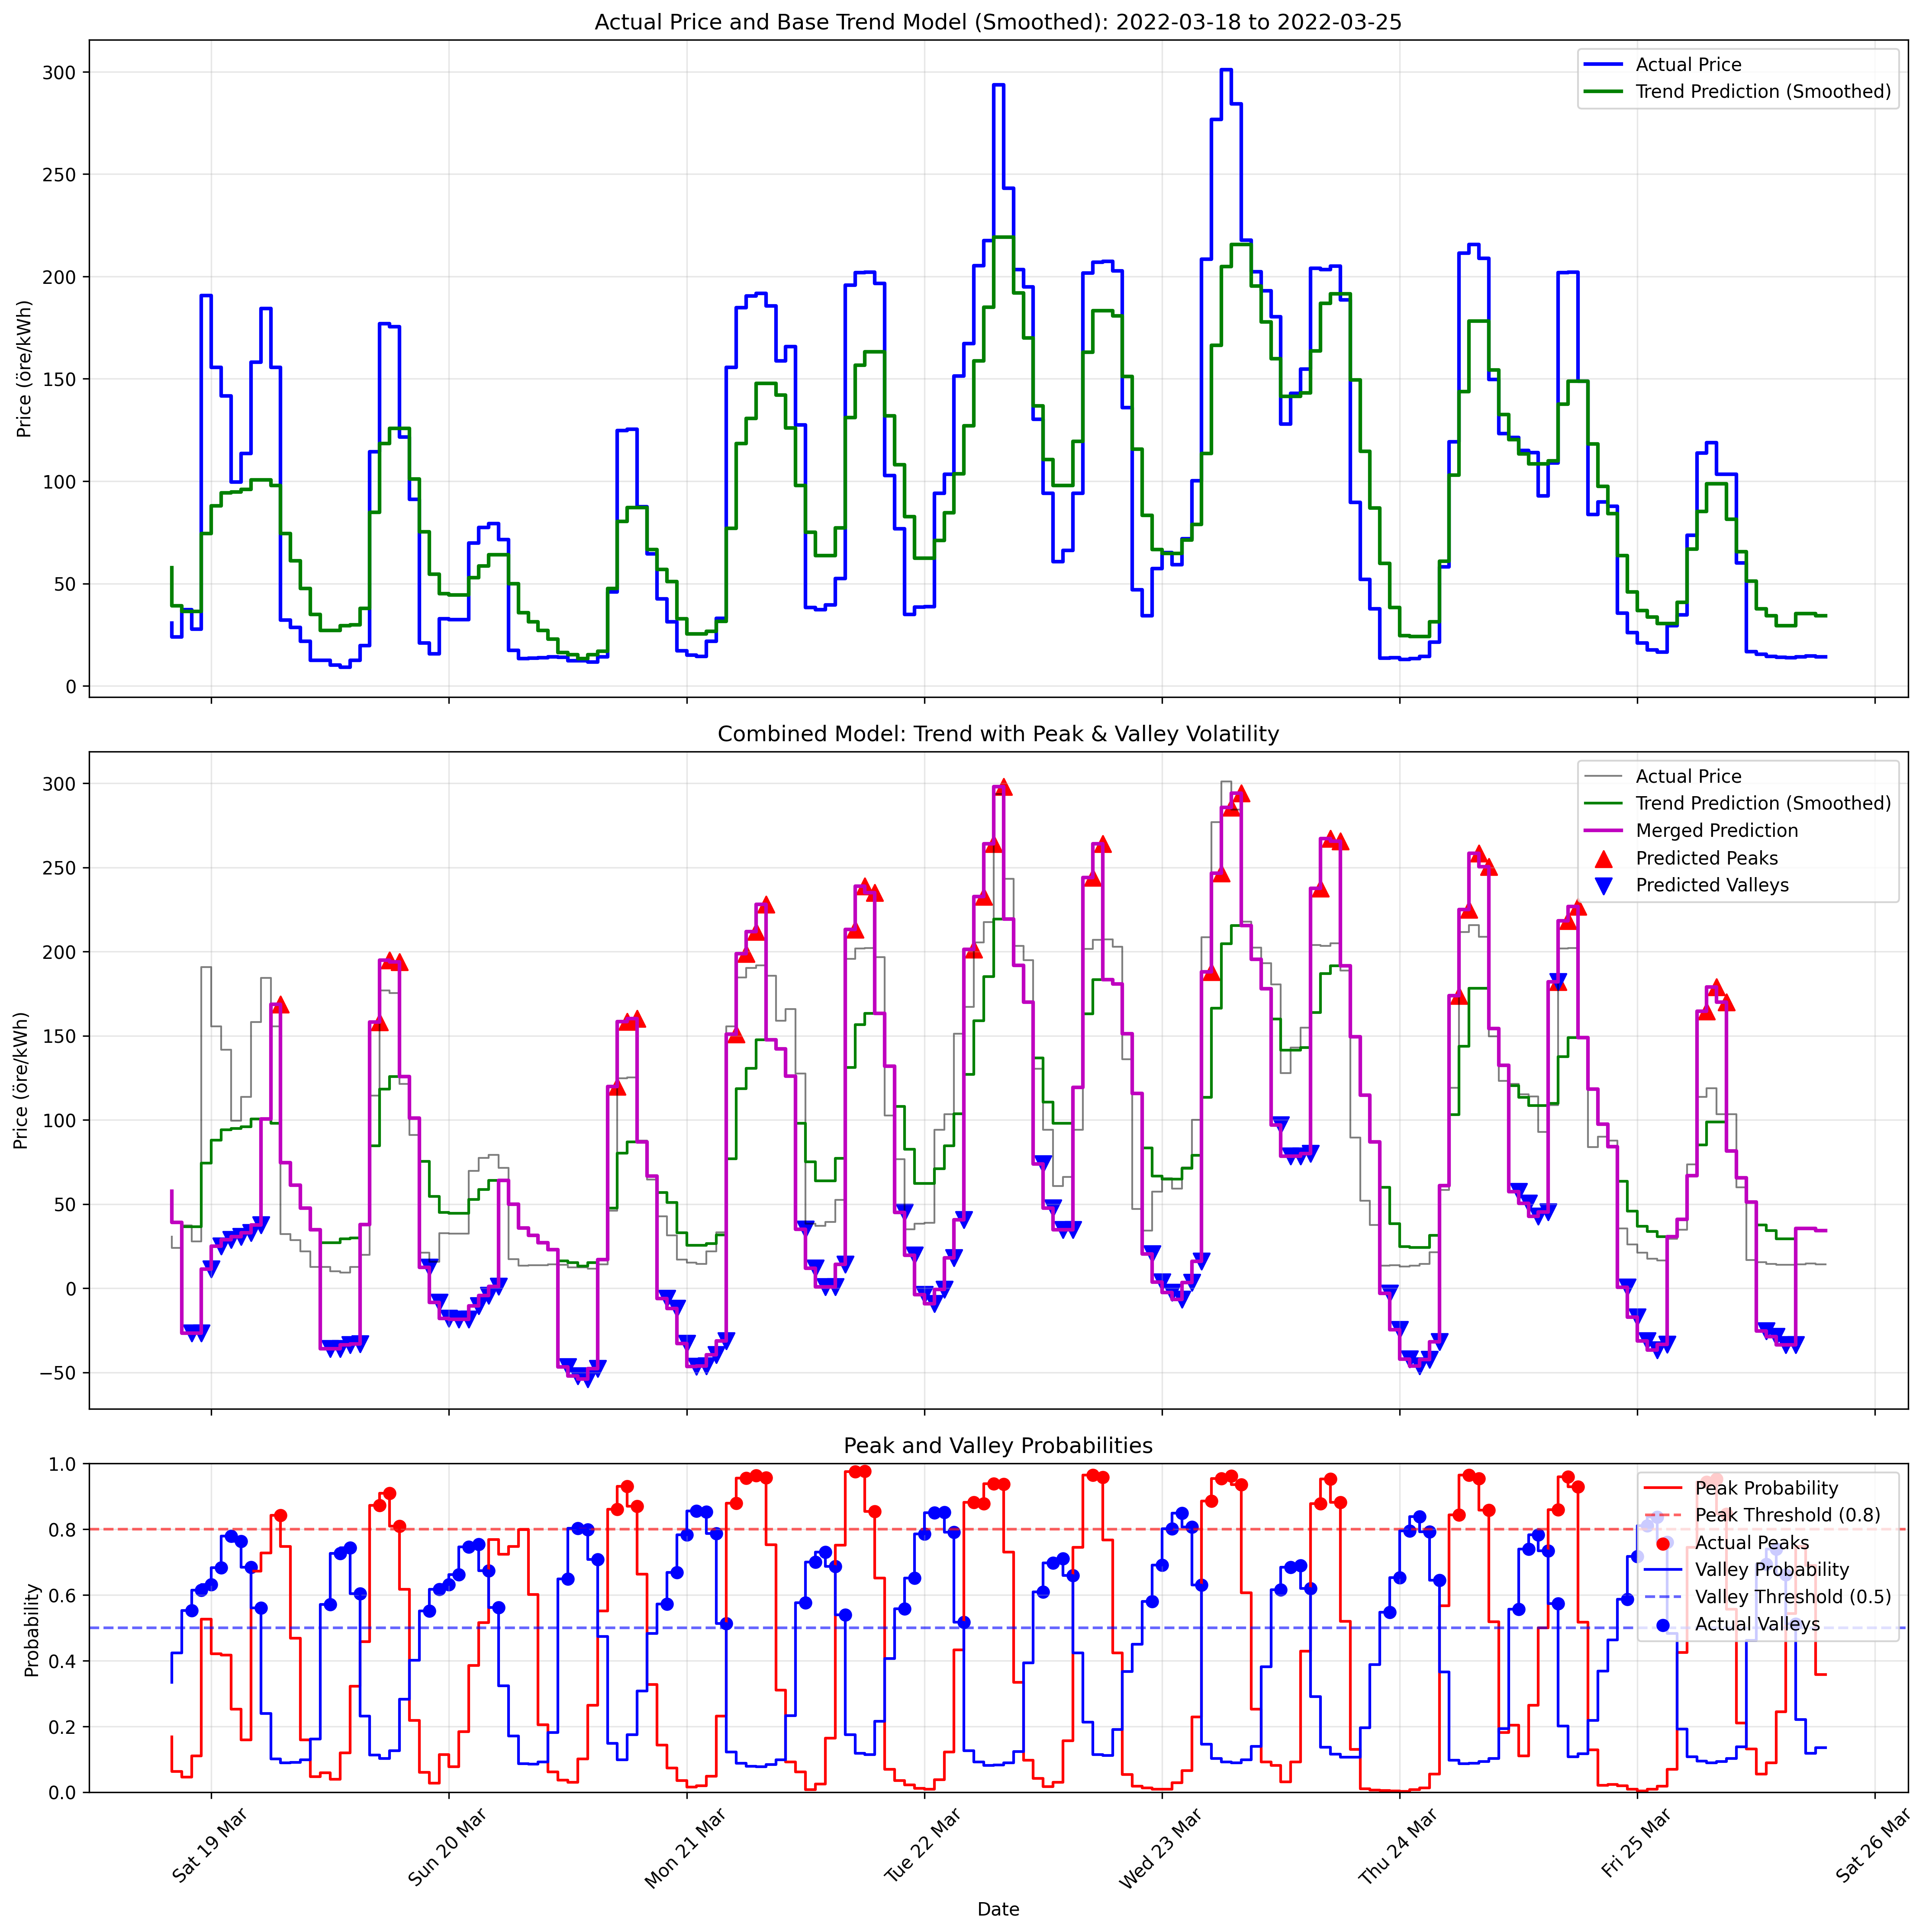 Actual Price and Base Trend Model (Smoothed): 2022-03-18 to 2022-03-25
Price (öre/kWh)
300
250
200
150
100
50
0
Actual Price
Trend Prediction (Smoothed)
Combined Model: Trend with Peak & Valley Volatility
Price (öre/kWh)
300
250
200
150
100
50
0
−50
Actual Price
Trend Prediction (Smoothed)
Merged Prediction
Predicted Peaks
Predicted Valleys
Peak and Valley Probabilities
Probability
1.0
0.8
0.6
0.4
0.2
0.0
Peak Probability
Peak Threshold (0.8)
Actual Peaks
Valley Probability
Valley Threshold (0.5)
Actual Valleys
Sat 19 Mar
Sun 20 Mar
Mon 21 Mar
Tue 22 Mar
Wed 23 Mar
Thu 24 Mar
Fri 25 Mar
Sat 26 Mar
Date